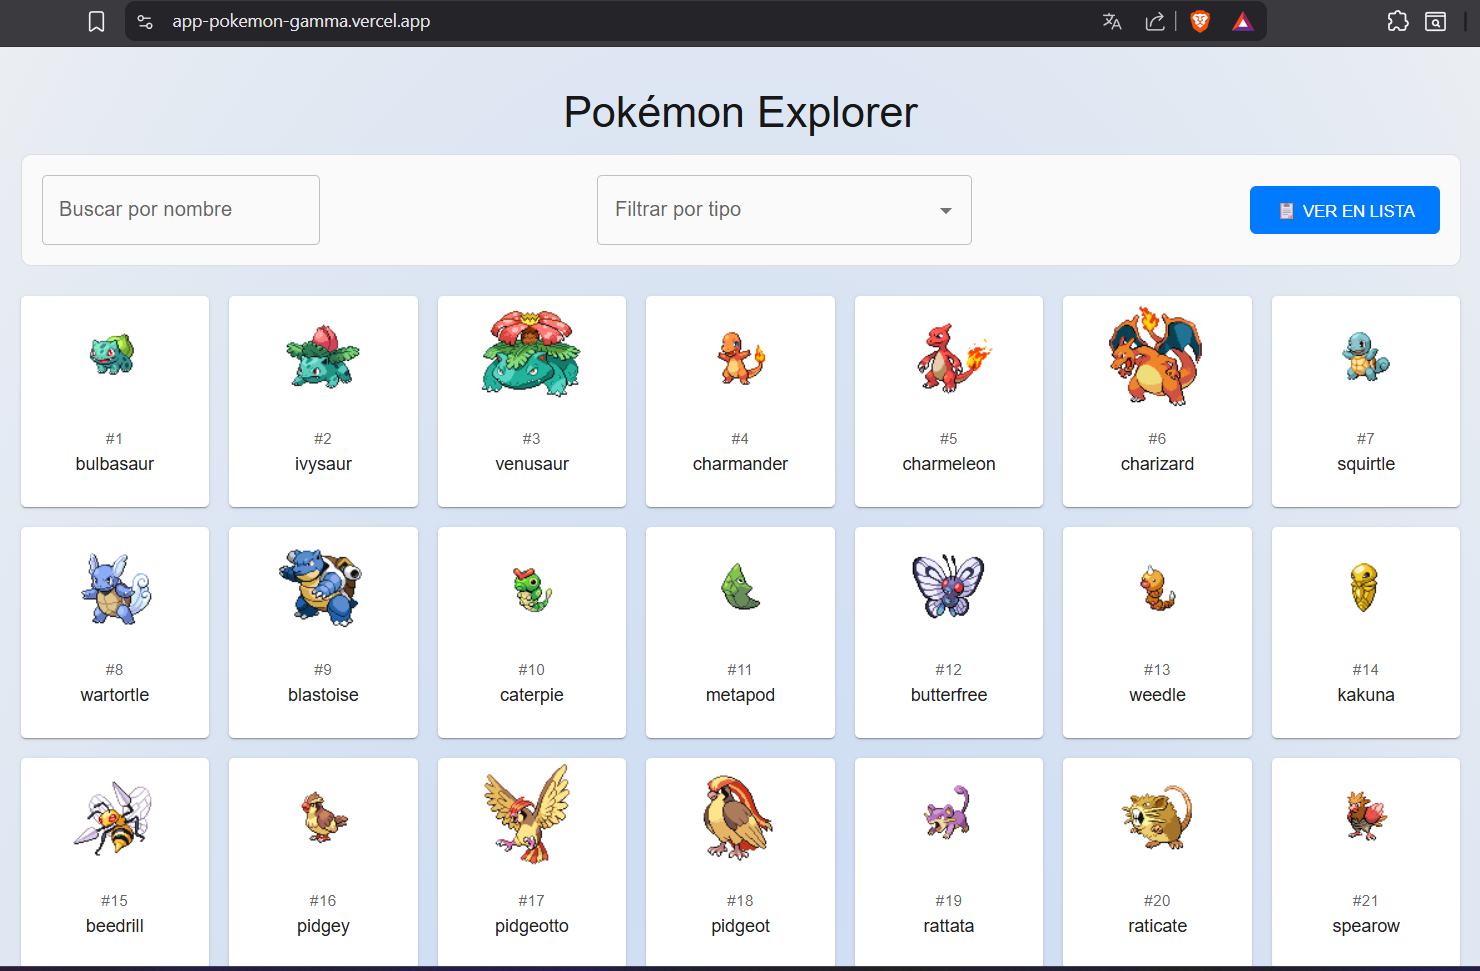 app-pokemon-gamma.vercel.app
Pokémon Explorer
Buscar por nombre
Filtrar por tipo
VER EN LISTA
#1
bulbasaur
#2
ivysaur
#3
venusaur
#4
charmander
#5
charmeleon
#6
charizard
#7
squirtle
#8
wartortle
#9
blastoise
#10
caterpie
#11
metapod
#12
butterfree
#13
weedle
#14
kakuna
#15
beedrill
#16
pidgey
#17
pidgeotto
#18
pidgeot
#19
rattata
#20
raticate
#21
spearow